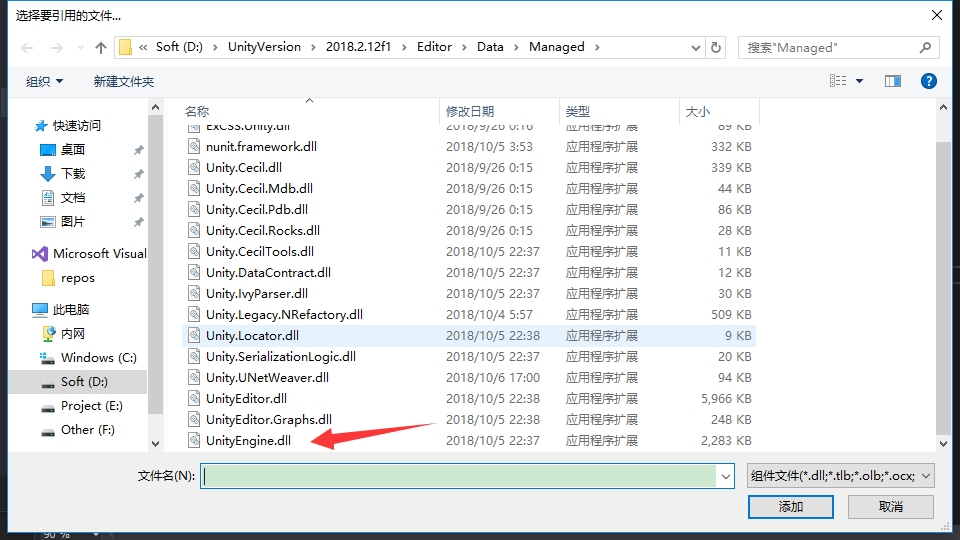 选择要引用的文件...
« Soft (D:) › UnityVersion › 2018.2.12f1 › Editor › Data › Managed ›
搜索"Managed"
组织 新建文件夹
名称 修改日期 类型 大小
ExCSS.Unity.dll 2018/9/26 0:16 应用程序扩展 89 KB
nunit.framework.dll 2018/10/5 3:53 应用程序扩展 332 KB
Unity.Cecil.dll 2018/9/26 0:15 应用程序扩展 339 KB
Unity.Cecil.Mdb.dll 2018/9/26 0:15 应用程序扩展 44 KB
Unity.Cecil.Pdb.dll 2018/9/26 0:15 应用程序扩展 86 KB
Unity.Cecil.Rocks.dll 2018/9/26 0:15 应用程序扩展 28 KB
Unity.CecilTools.dll 2018/10/5 22:37 应用程序扩展 11 KB
Unity.DataContract.dll 2018/10/5 22:37 应用程序扩展 12 KB
Unity.IvyParser.dll 2018/10/5 22:37 应用程序扩展 30 KB
Unity.Legacy.NRefactory.dll 2018/10/4 5:57 应用程序扩展 509 KB
Unity.Locator.dll 2018/10/5 22:38 应用程序扩展 9 KB
Unity.SerializationLogic.dll 2018/10/5 22:37 应用程序扩展 20 KB
Unity.UNetWeaver.dll 2018/10/6 17:00 应用程序扩展 94 KB
UnityEditor.dll 2018/10/5 22:38 应用程序扩展 5,966 KB
UnityEditor.Graphs.dll 2018/10/5 22:38 应用程序扩展 248 KB
UnityEngine.dll 2018/10/5 22:37 应用程序扩展 2,283 KB
快速访问
桌面
下载
文档
图片
Microsoft Visual
repos
此电脑
内网
Windows (C:)
Soft (D:)
Project (E:)
Other (F:)
文件名(N):
组件文件(*.dll;*.tlb;*.olb;*.ocx;
添加 取消
90 %